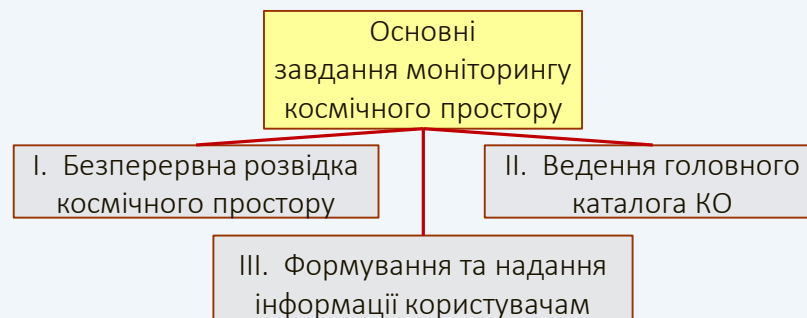 Основні
завдання моніторингу
космічного простору
I. Безперервна розвідка
космічного простору
II. Ведення головного
каталога КО
III. Формування та надання
інформації користувачам